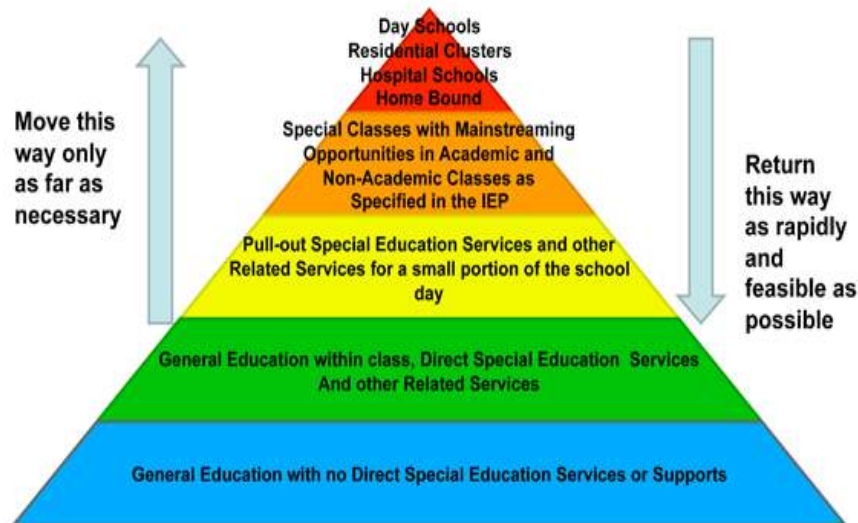 Day Schools
Residential Clusters
Hospital Schools
Home Bound
Move this
way only
as far as
necessary
Special Classes with Mainstreaming
Opportunities in Academic and
Non-Academic Classes as
Specified in the IEP
Return
this way
as rapidly
and
feasible as
possible
Pull-out Special Education Services and other
Related Services for a small portion of the school
day
General Education within class, Direct Special Education Services
And other Related Services
General Education with no Direct Special Education Services or Supports